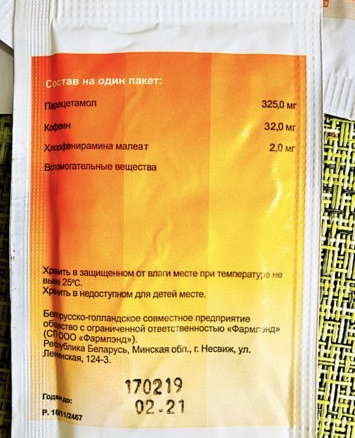 Состав на один пакет:
Парацетамол 325,0 мг
Кофеин 32,0 мг
Хлорфенирамина малеат 2,0 мг
Вспомогательные вещества
Хранить в защищенном от влаги месте при температуре не
выше 25°С.
Хранить в недоступном для детей месте.
Белорусско-голландское совместное предприятие
общество с ограниченной ответственностью «Фармлэнд»
(СП ООО «Фармлэнд»).
Республика Беларусь, Минская обл., г. Несвиж, ул.
Ленинская, 124-3.
170219
Годен до: 02-21
Р. 10/11/2467